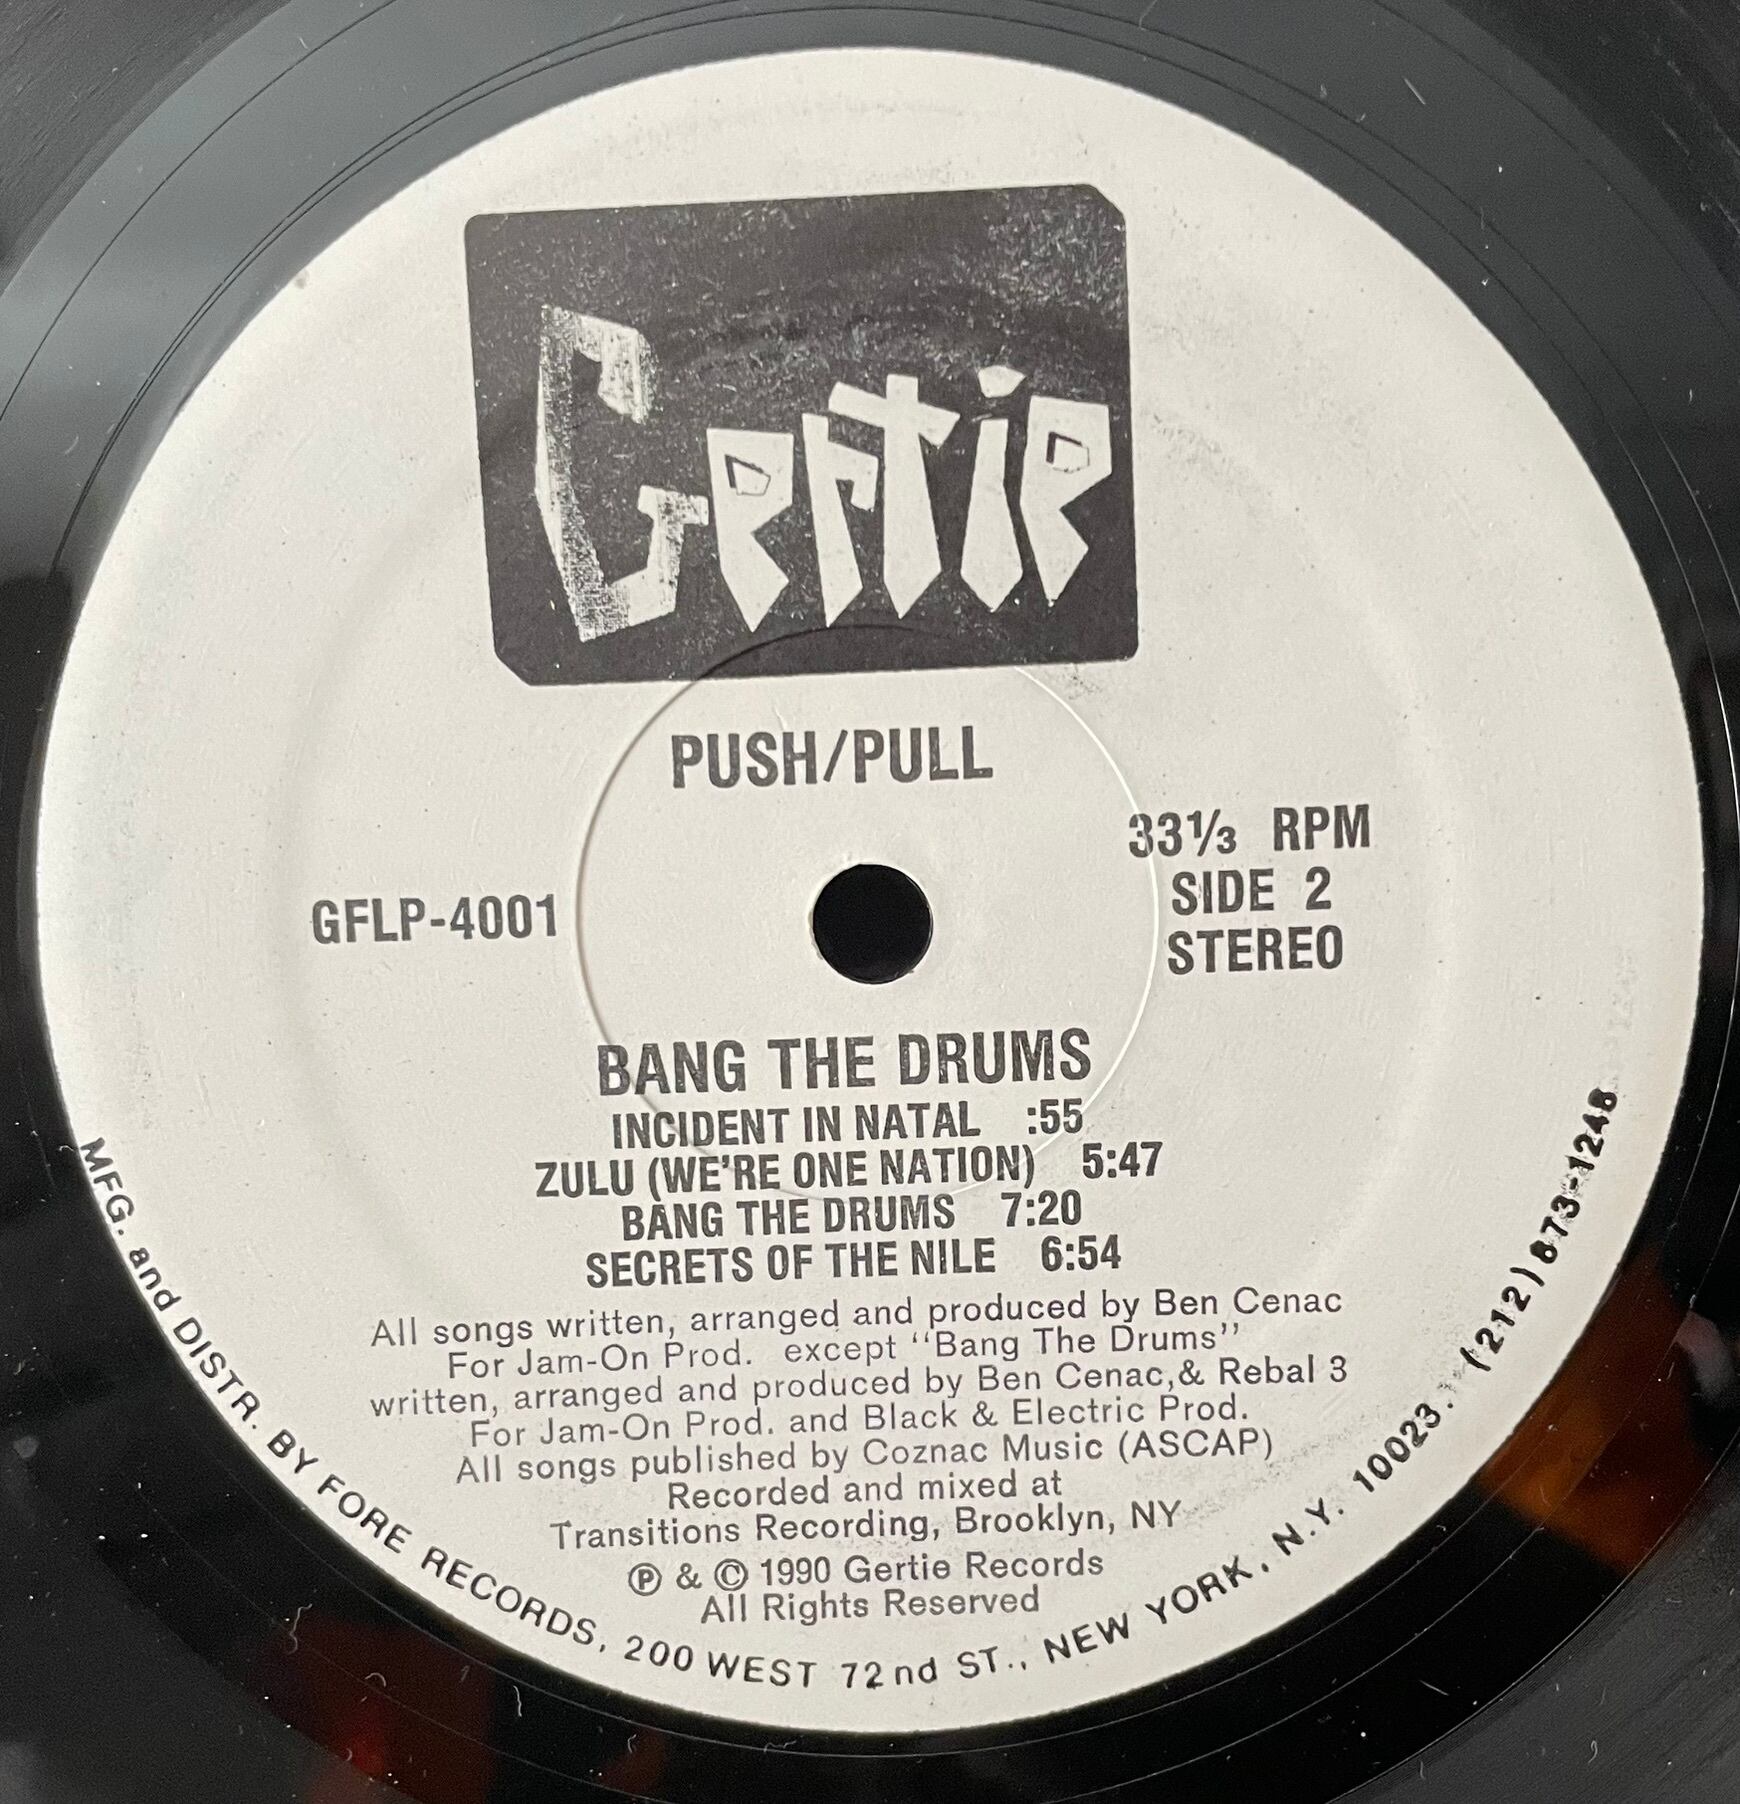 Gertie
PUSH/PULL
33⅓ RPM
SIDE 2
STEREO
GFLP-4001
BANG THE DRUMS
INCIDENT IN NATAL :55
ZULU (WE'RE ONE NATION) 5:47
BANG THE DRUMS 7:20
SECRETS OF THE NILE 6:54
All songs written, arranged and produced by Ben Cenac
For Jam-On Prod. except "Bang The Drums"
written, arranged and produced by Ben Cenac,& Rebal 3
For Jam-On Prod. and Black & Electric Prod.
All songs published by Coznac Music (ASCAP)
Recorded and mixed at
Transitions Recording, Brooklyn, NY
℗ & © 1990 Gertie Records
All Rights Reserved
MFG. and DISTR. BY FORE RECORDS, 200 WEST 72nd ST., NEW YORK, N.Y. 10023. (212) 873-1248